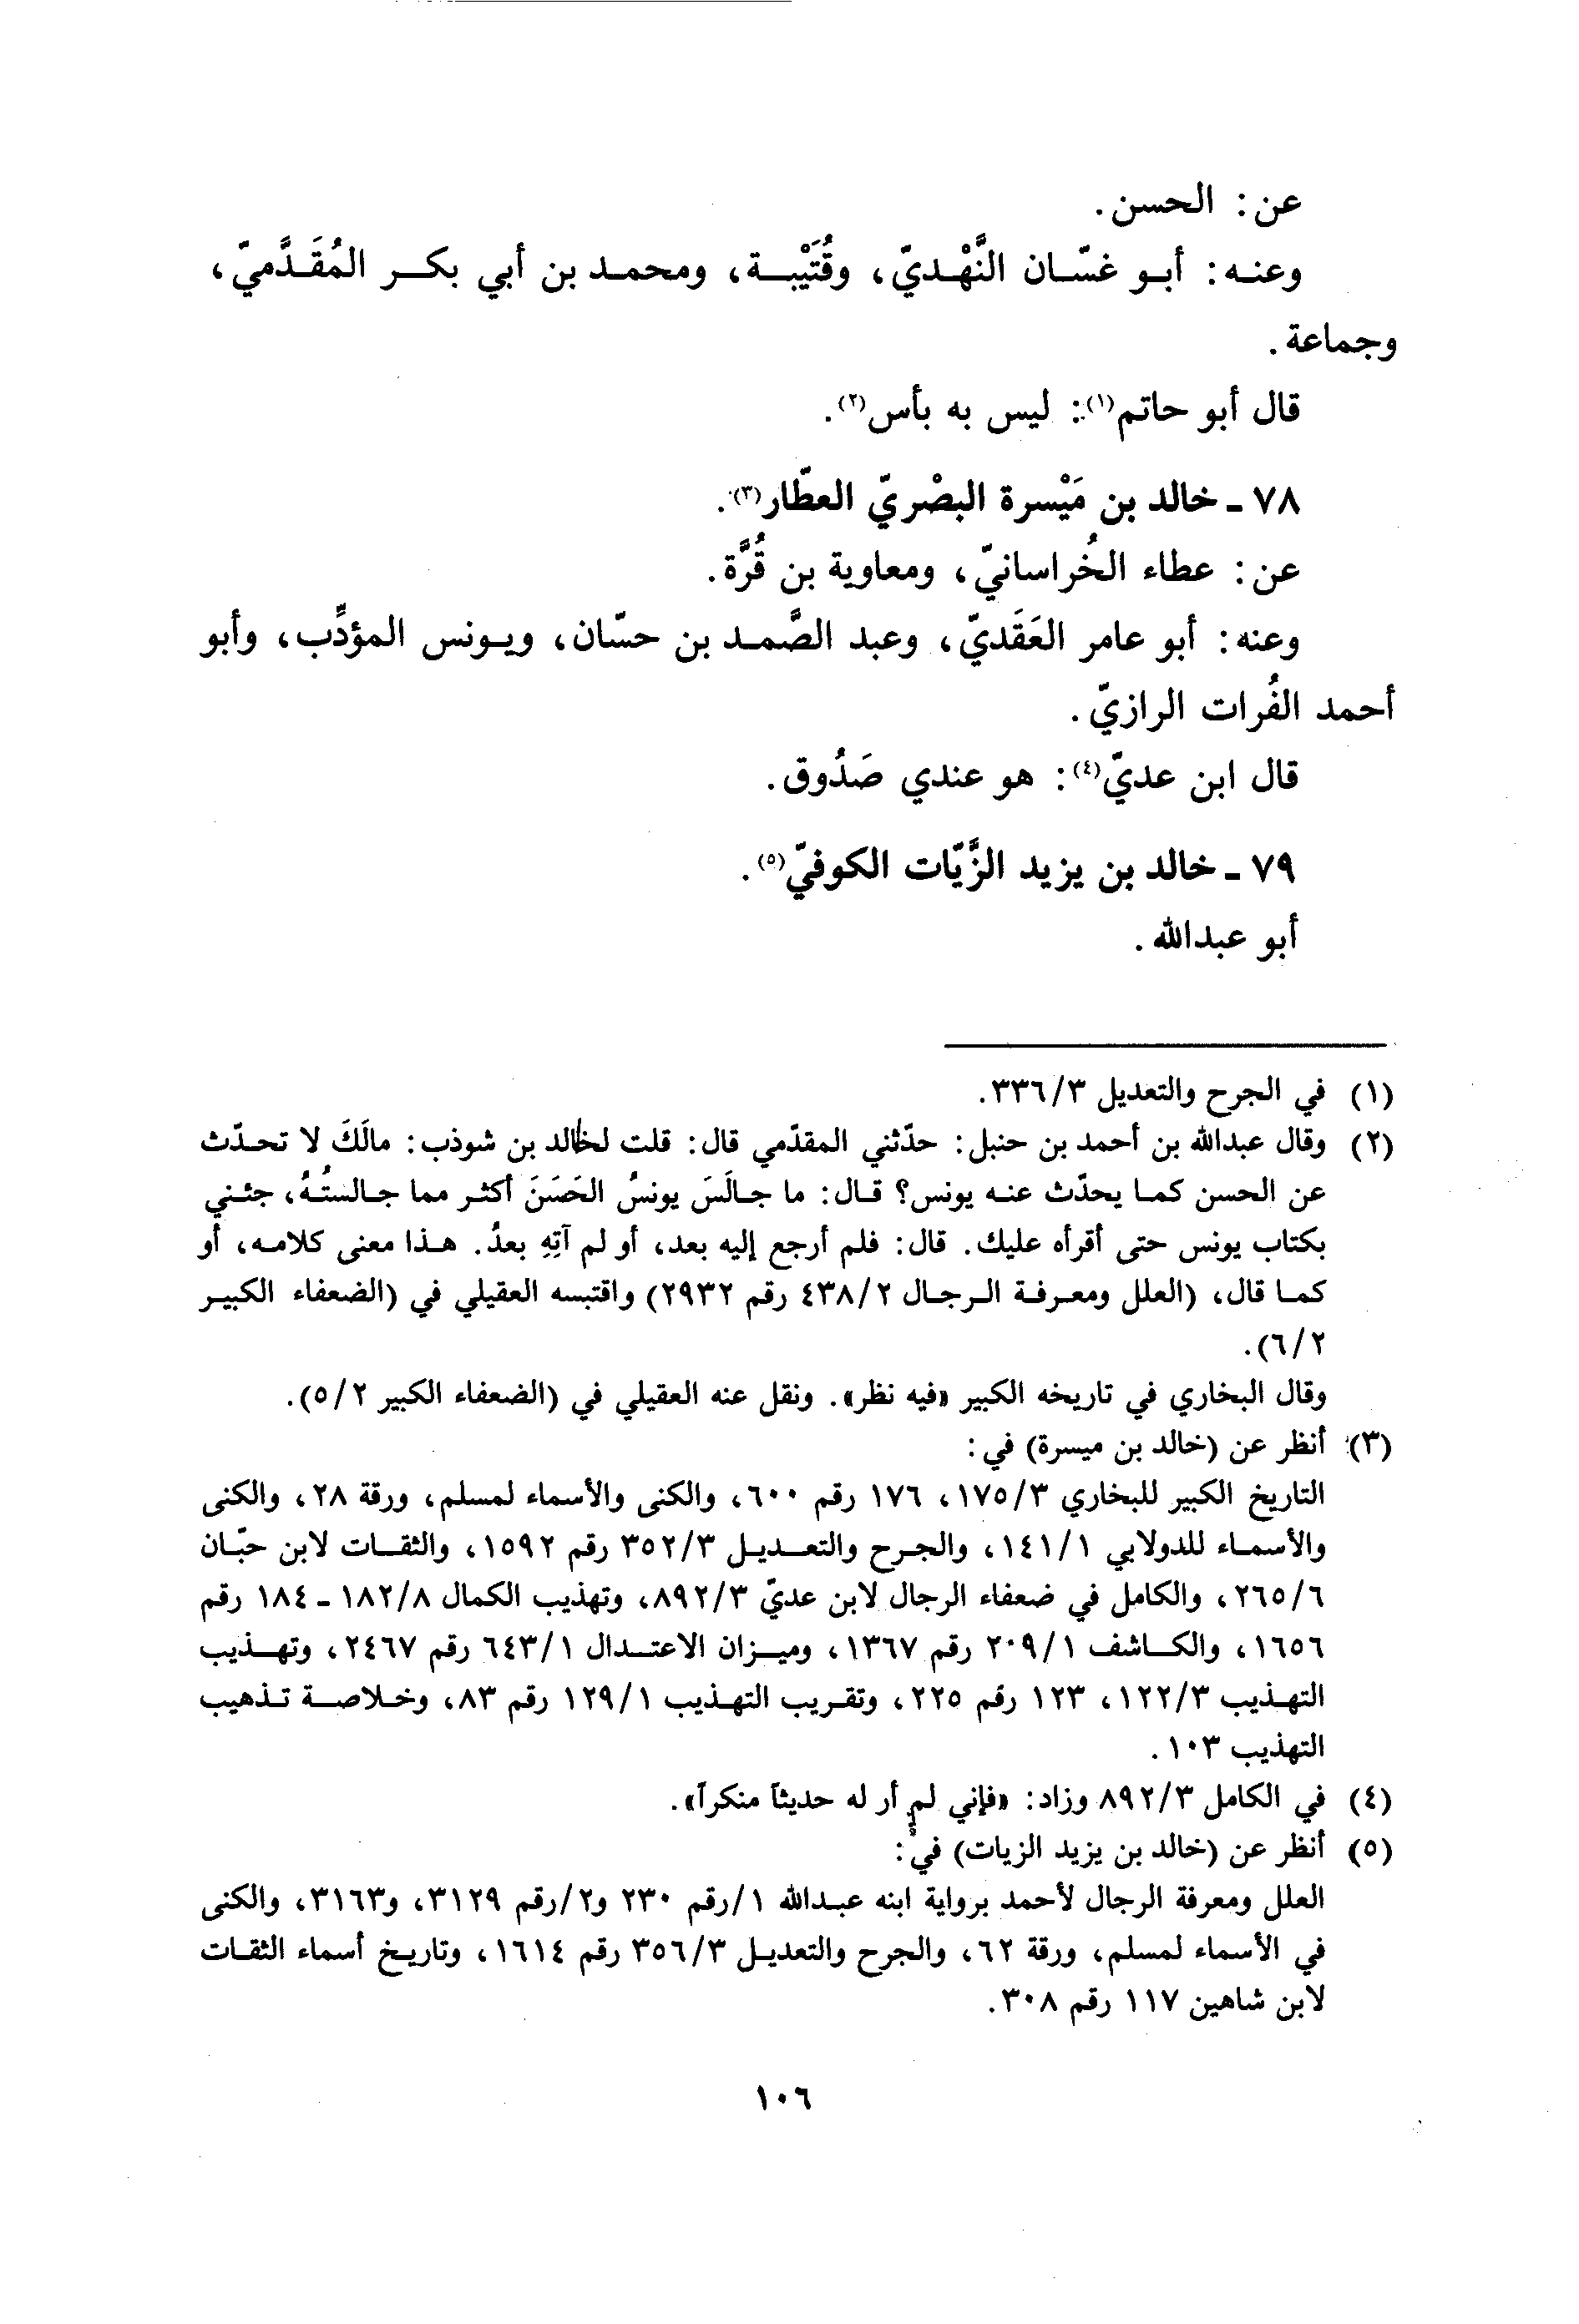 عن: الحسن.
وعنه: أبو غسّان النَّهْديّ، وقُتَيْبة، ومحمد بن أبي بكر المُقَدَّميّ،
وجماعة.
قال أبو حاتم(١): ليس به بأس(٢).
٧٨ - خالد بن مَيْسرة البصْريّ العطّار(٣).
عن: عطاء الخُراسانيّ، ومعاوية بن قُرَّة.
وعنه: أبو عامر العَقَديّ، وعبد الصَّمد بن حسّان، ويونس المؤدِّب، وأبو
أحمد الفُرات الرازيّ.
قال ابن عديّ(٤): هو عندي صَدُوق.
٧٩ - خالد بن يزيد الزَّيّات الكوفيّ(٥).
أبو عبدالله.
(١) في الجرح والتعديل ٣٣٦/٣.
(٢) وقال عبدالله بن أحمد بن حنبل: حدّثني المقدّمي قال: قلت لخالد بن شوذب: مالَكَ لا تحدّث
عن الحسن كما يحدّث عنه يونس؟ قال: ما جالَسَ يونسُ الحَسَنَ أكثر مما جالستُهُ، جئني
بكتاب يونس حتى أقرأه عليك. قال: فلم أرجع إليه بعد، أو لم آتِهِ بعدُ. هذا معنى كلامه، أو
كما قال، (العلل ومعرفة الرجال ٤٣٨/٢ رقم ٢٩٣٢) واقتبسه العقيلي في (الضعفاء الكبير
٦/٢).
وقال البخاري في تاريخه الكبير «فيه نظر». ونقل عنه العقيلي في (الضعفاء الكبير ٥/٢).
(٣) أنظر عن (خالد بن ميسرة) في:
التاريخ الكبير للبخاري ١٧٥/٣، ١٧٦ رقم ٦٠٠، والكنى والأسماء لمسلم، ورقة ٢٨، والكنى
والأسماء للدولابي ١٤١/١، والجرح والتعديل ٣٥٢/٣ رقم ١٥٩٢، والثقات لابن حبّان
٢٦٥/٦، والكامل في ضعفاء الرجال لابن عديّ ٨٩٢/٣، وتهذيب الكمال ١٨٢/٨ - ١٨٤ رقم
١٦٥٦، والكاشف ٢٠٩/١ رقم ١٣٦٧، وميزان الاعتدال ٦٤٣/١ رقم ٢٤٦٧، وتهذيب
التهذيب ١٢٢/٣، ١٢٣ رقم ٢٢٥، وتقريب التهذيب ١٢٩/١ رقم ٨٣، وخلاصة تذهيب
التهذيب ١٠٣.
(٤) في الكامل ٨٩٢/٣ وزاد: «فإني لم أر له حديثاً منكراً».
(٥) أنظر عن (خالد بن يزيد الزيات) في:
العلل ومعرفة الرجال لأحمد برواية ابنه عبدالله ١/رقم ٢٣٠ و٢/رقم ٣١٢٩، و٣١٦٣، والكنى
في الأسماء لمسلم، ورقة ٦٢، والجرح والتعديل ٣٥٦/٣ رقم ١٦١٤، وتاريخ أسماء الثقات
لابن شاهين ١١٧ رقم ٣٠٨.
١٠٦